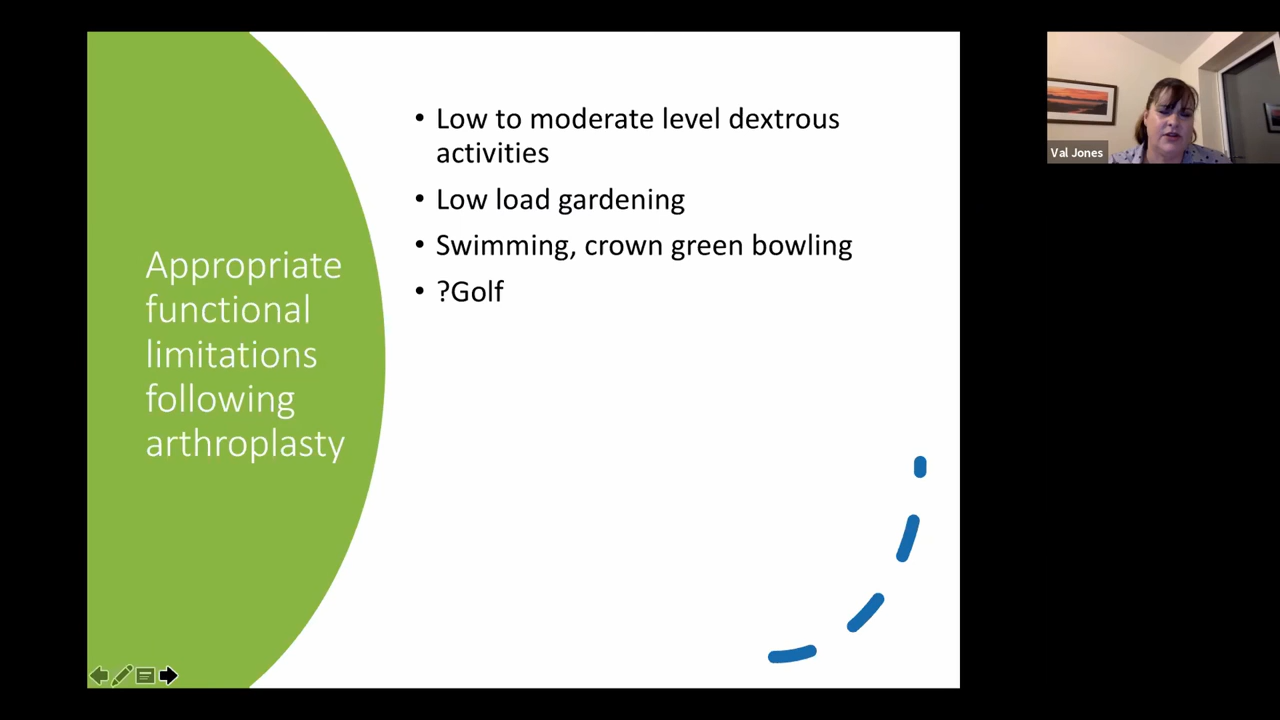 Appropriate
functional
limitations
following
arthroplasty
• Low to moderate level dextrous
activities
• Low load gardening
• Swimming, crown green bowling
• ?Golf
Val Jones